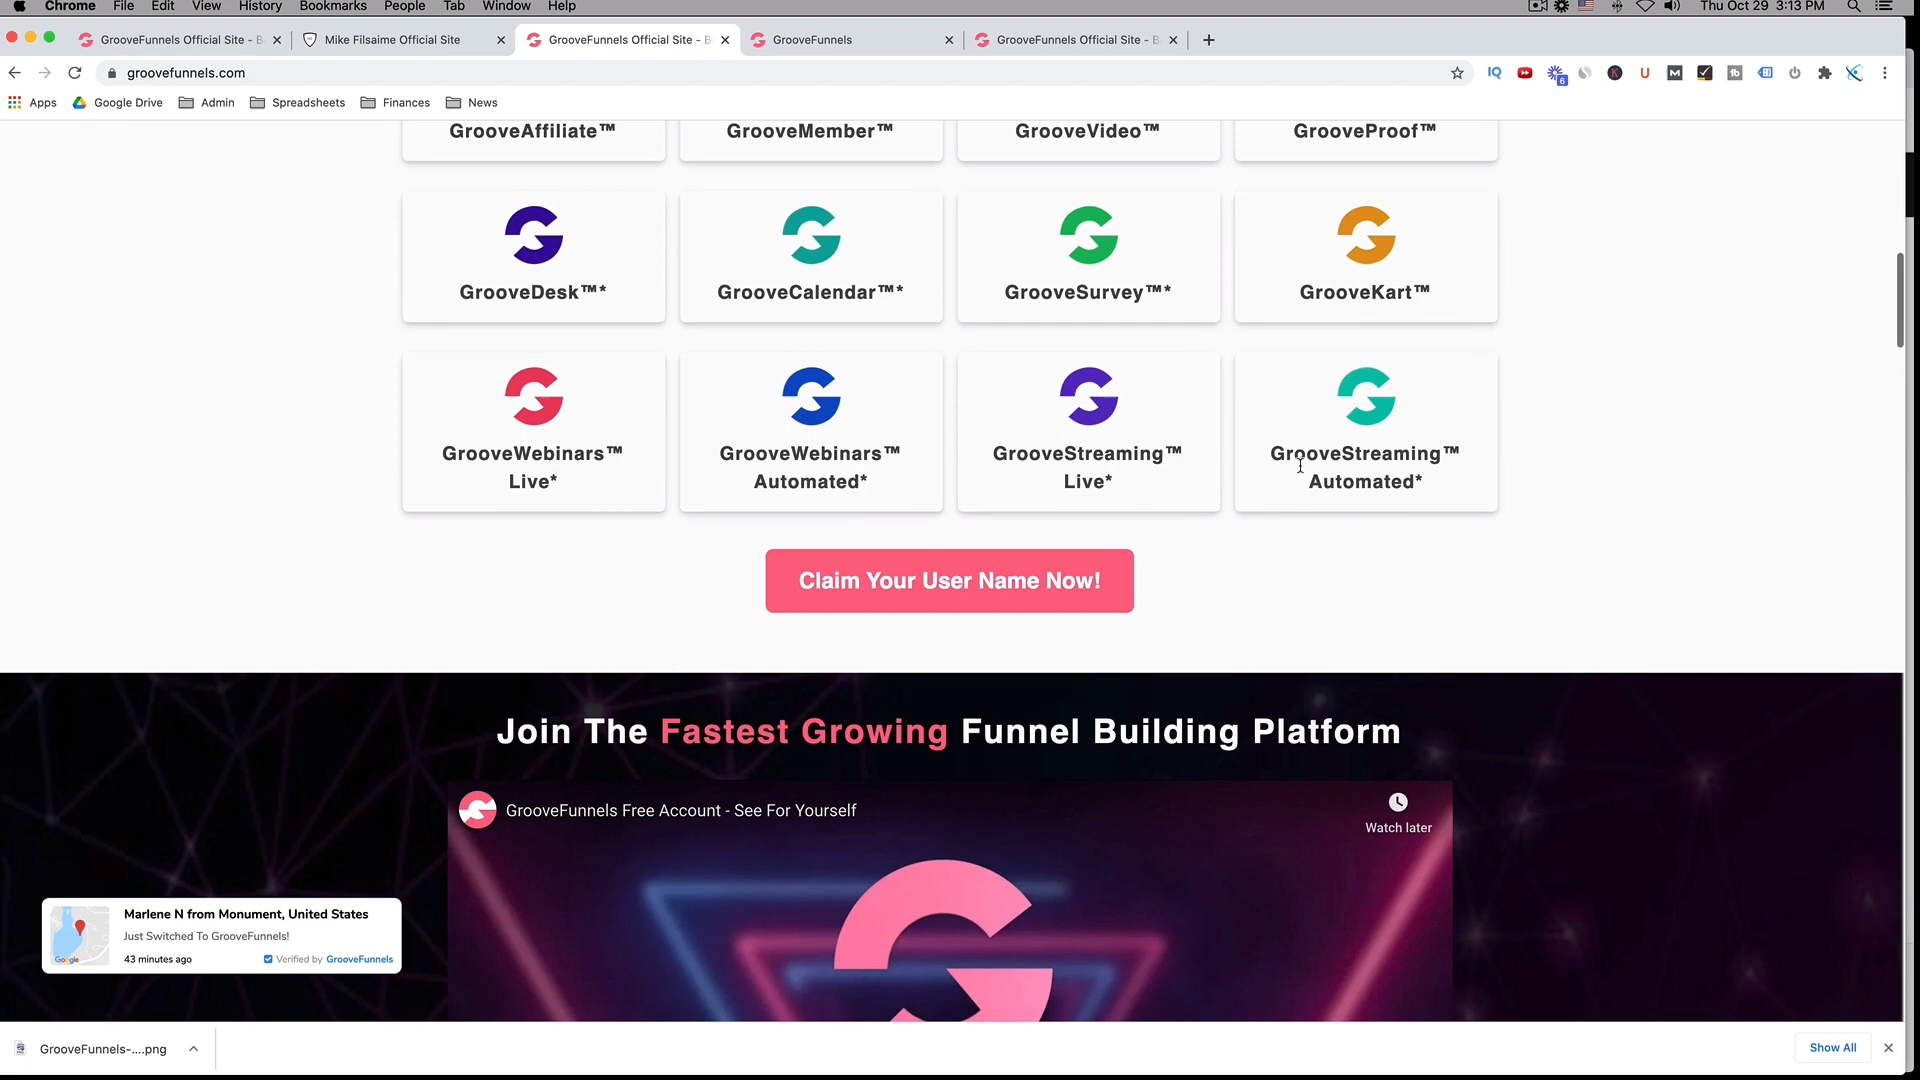 Chrome File Edit View History Bookmarks People Tab Window Help Thu Oct 29 3:13 PM
GrooveFunnels Official Site - B Mike Filsaime Official Site GrooveFunnels Official Site - B GrooveFunnels GrooveFunnels Official Site - B
groovefunnels.com
Apps Google Drive Admin Spreadsheets Finances News
GrooveAffiliate™ GrooveMember™ GrooveVideo™ GrooveProof™
GrooveDesk™* GrooveCalendar™* GrooveSurvey™* GrooveKart™
GrooveWebinars™ GrooveWebinars™ GrooveStreaming™ GrooveStreaming™
Live* Automated* Live* Automated*
Claim Your User Name Now!
Join The Fastest Growing Funnel Building Platform
GrooveFunnels Free Account - See For Yourself
Watch later
Marlene N from Monument, United States
Just Switched To GrooveFunnels!
Google 43 minutes ago Verified by GrooveFunnels
GrooveFunnels-....png Show All